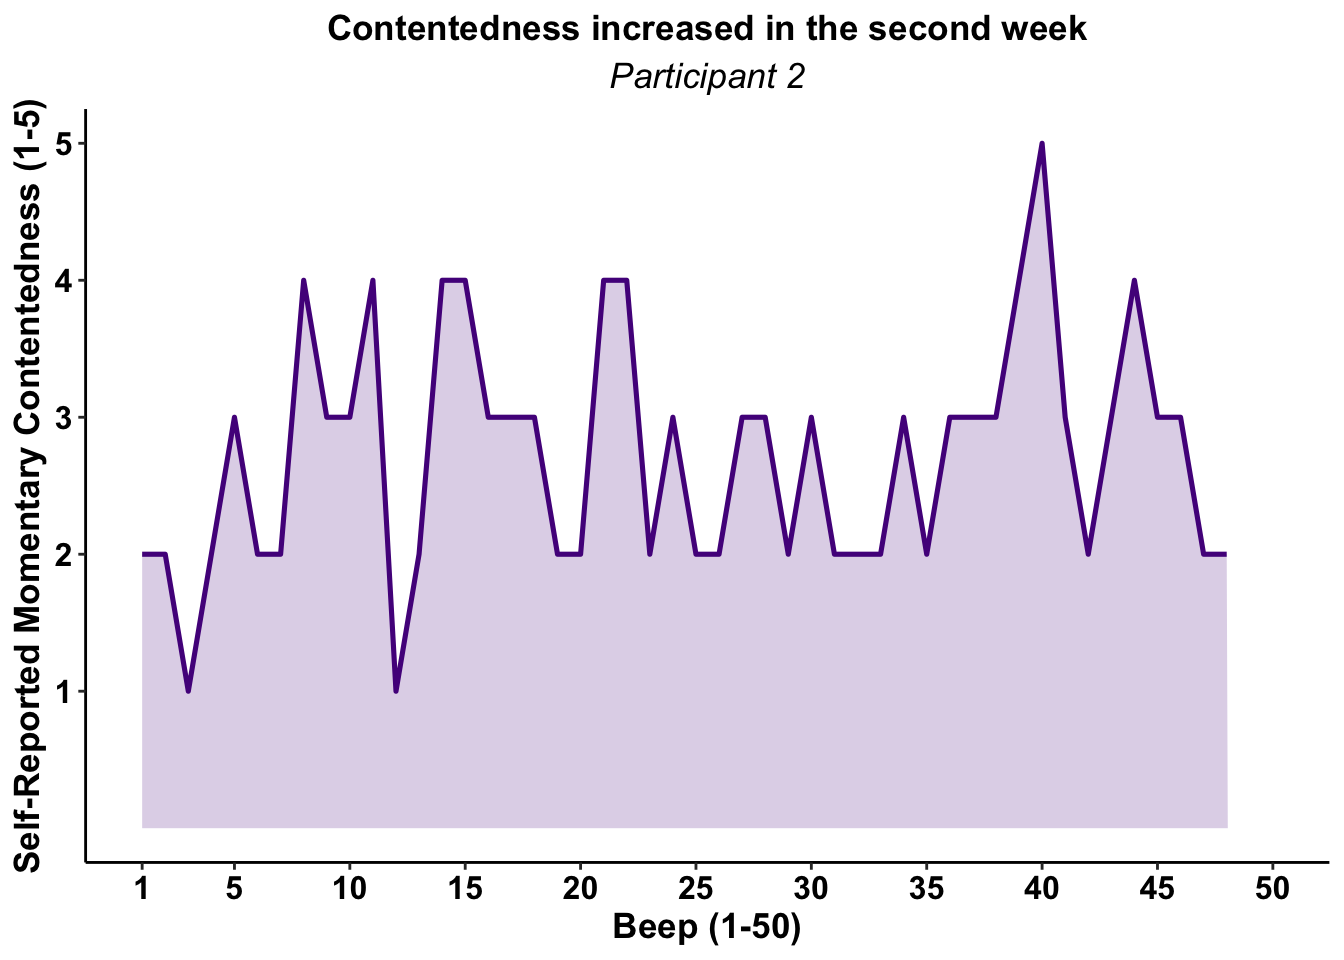 Contentedness increased in the second week
Participant 2
Self-Reported Momentary Contentedness (1-5)
5
4
3
2
1
1 5 10 15 20 25 30 35 40 45 50
Beep (1-50)